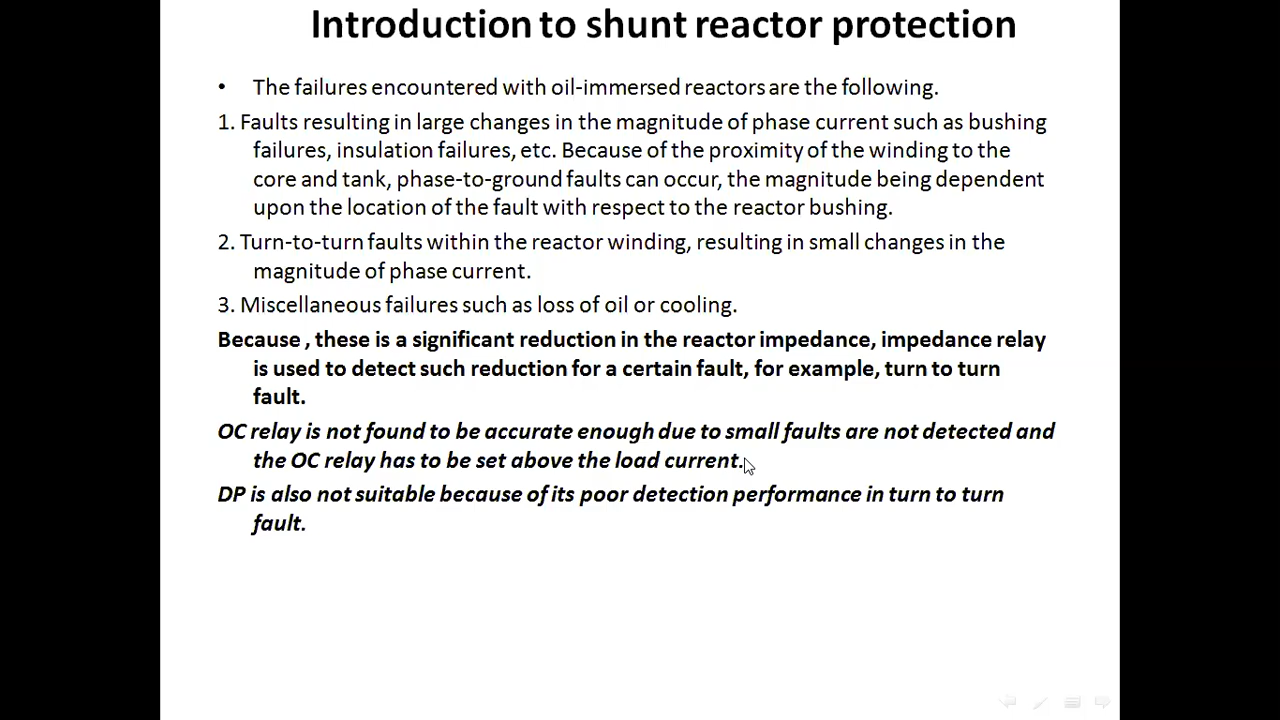 Introduction to shunt reactor protection
• The failures encountered with oil-immersed reactors are the following.
1. Faults resulting in large changes in the magnitude of phase current such as bushing
failures, insulation failures, etc. Because of the proximity of the winding to the
core and tank, phase-to-ground faults can occur, the magnitude being dependent
upon the location of the fault with respect to the reactor bushing.
2. Turn-to-turn faults within the reactor winding, resulting in small changes in the
magnitude of phase current.
3. Miscellaneous failures such as loss of oil or cooling.
Because , these is a significant reduction in the reactor impedance, impedance relay
is used to detect such reduction for a certain fault, for example, turn to turn
fault.
OC relay is not found to be accurate enough due to small faults are not detected and
the OC relay has to be set above the load current.
DP is also not suitable because of its poor detection performance in turn to turn
fault.